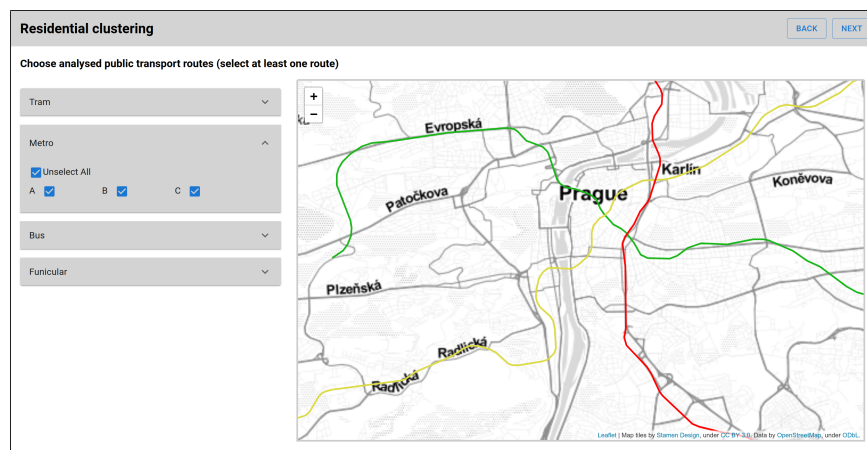 Residential clustering
BACK
NEXT
Choose analysed public transport routes (select at least one route)
Tram
Metro
Unselect All
A
B
C
Bus
Funicular
+
−
Evropská
Karlín
Prague
Koněvova
Patočkova
Plzeňská
Radlická
Radlická
Leaflet | Map tiles by Stamen Design, under CC BY 3.0. Data by OpenStreetMap, under ODbL.